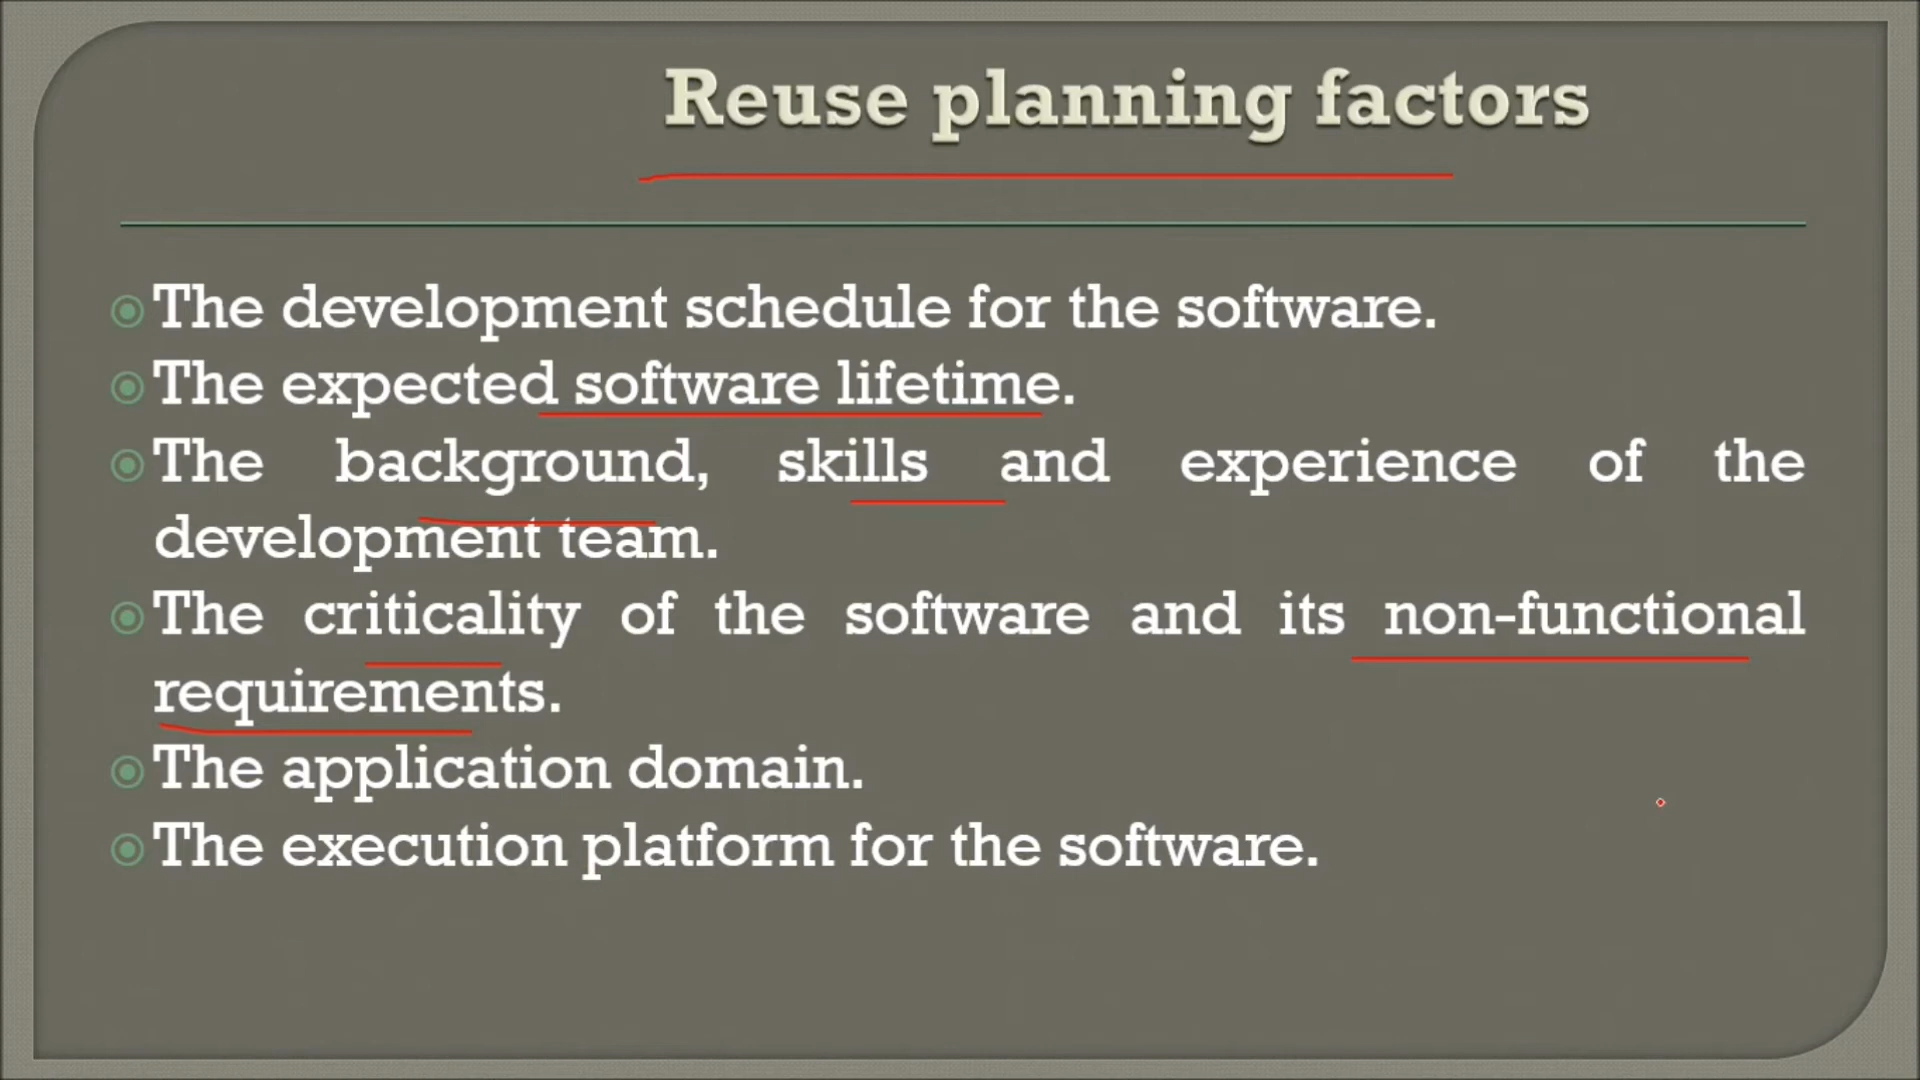 Reuse planning factors
The development schedule for the software.
The expected software lifetime.
The background, skills and experience of the
development team.
The criticality of the software and its non-functional
requirements.
The application domain.
The execution platform for the software.